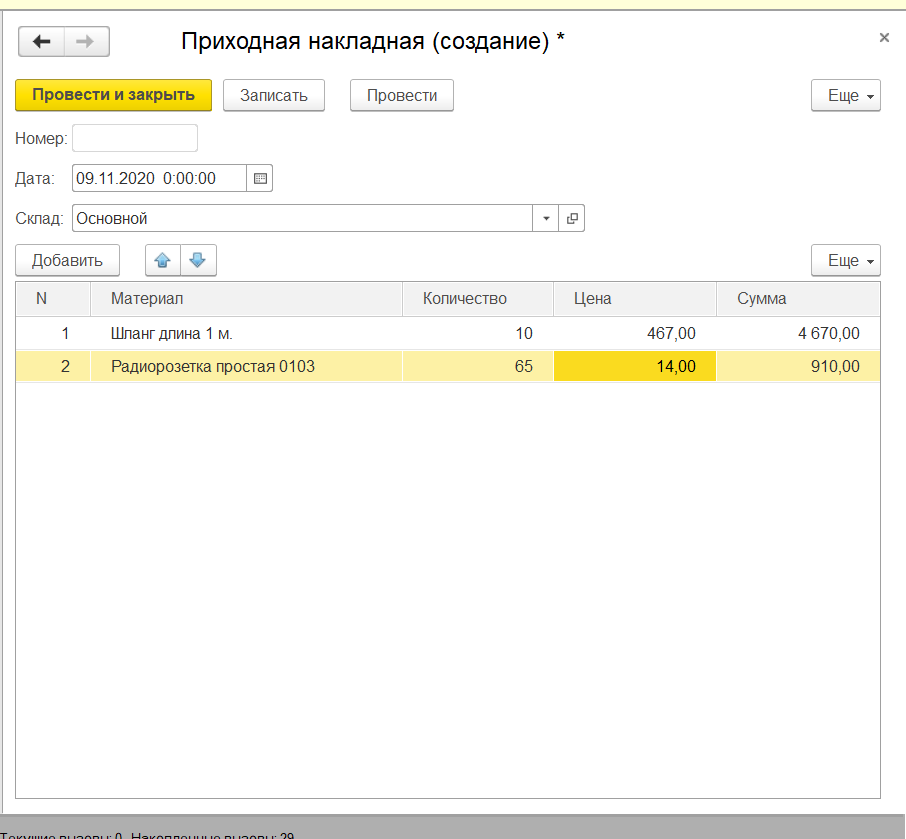 Приходная накладная (создание) *
Провести и закрыть Записать Провести Еще
Номер:
Дата: 09.11.2020 0:00:00
Склад: Основной
Добавить Еще
N Материал Количество Цена Сумма
1 Шланг длина 1 м. 10 467,00 4 670,00
2 Радиорозетка простая 0103 65 14,00 910,00
Текущие вызовы: 0 Накопленные вызовы: 29